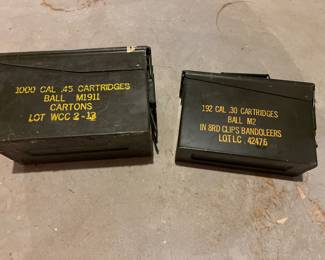 1000 CAL .45 CARTRIDGES
BALL M1911
CARTONS
LOT WCC 2-12
192 CAL .30 CARTRIDGES
BALL M2
IN 8RD CLIPS BANDOLEERS
LOT LC 42476